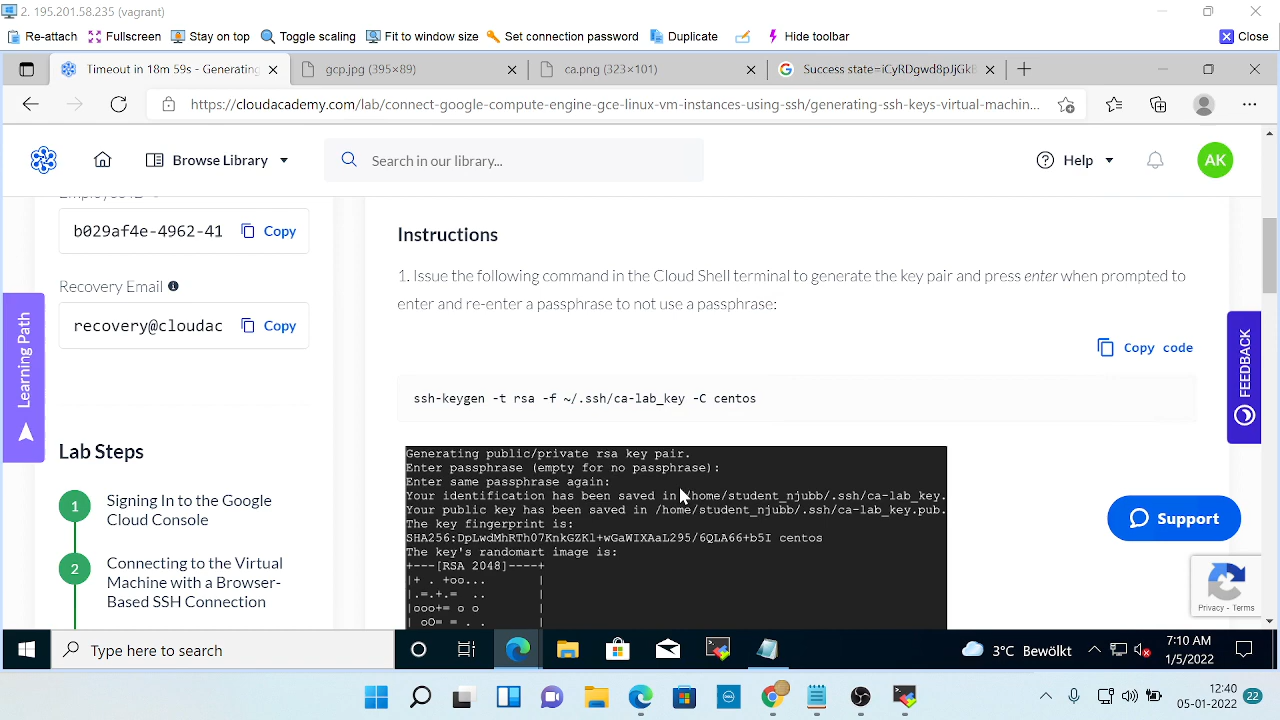 2. 195.201.58.235 (vagrant)
Re-attach Fullscreen Stay on top Toggle scaling Fit to window size Set connection password Duplicate Hide toolbar Close
Timeout in 18m 59s - Generating gcp.jpg (395×89) ca.png (323×101) Success state=iCyRDgwd8pJjGkB
https://cloudacademy.com/lab/connect-google-compute-engine-gce-linux-vm-instances-using-ssh/generating-ssh-keys-virtual-machin...
Browse Library Search in our library... Help AK
b029af4e-4962-41 Copy
Recovery Email
recovery@cloudac Copy
Learning Path
Lab Steps
1 Signing In to the Google
Cloud Console
2 Connecting to the Virtual
Machine with a Browser-
Based SSH Connection
Instructions
1. Issue the following command in the Cloud Shell terminal to generate the key pair and press enter when prompted to
enter and re-enter a passphrase to not use a passphrase:
Copy code
ssh-keygen -t rsa -f ~/.ssh/ca-lab_key -C centos
Generating public/private rsa key pair.
Enter passphrase (empty for no passphrase):
Enter same passphrase again:
Your identification has been saved in /home/student_njubb/.ssh/ca-lab_key.
Your public key has been saved in /home/student_njubb/.ssh/ca-lab_key.pub.
The key fingerprint is:
SHA256:DpLwdMhRTh07KnkGZKl+wGaWIXAaL295/6QLA66+b5I centos
The key's randomart image is:
+---[RSA 2048]----+
|+ . +oo... |
|.=.+.= .. |
|ooo+= o o |
| oO= = . . |
FEEDBACK
Support
Privacy - Terms
Type here to search
3°C Bewölkt
7:10 AM
1/5/2022
12:40
05-01-2022
22